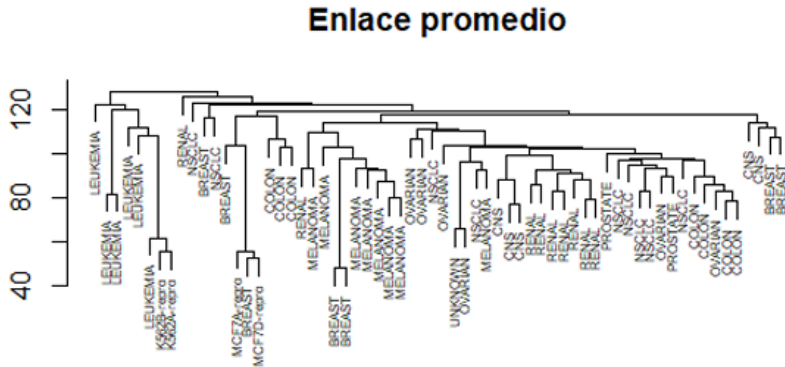 Enlace promedio
120
80
40
LEUKEMIA
LEUKEMIA
LEUKEMIA
LEUKEMIA
LEUKEMIA
LEUKEMIA
K562B-repro
K562A-repro
RENAL
NSCLC
BREAST
NSCLC
BREAST
MCF7A-repro
BREAST
MCF7D-repro
COLON
COLON
COLON
RENAL
MELANOMA
MELANOMA
BREAST
BREAST
MELANOMA
MELANOMA
MELANOMA
MELANOMA
MELANOMA
OVARIAN
OVARIAN
NSCLC
OVARIAN
UNKNOWN
OVARIAN
NSCLC
MELANOMA
CNS
CNS
CNS
RENAL
RENAL
RENAL
RENAL
RENAL
RENAL
RENAL
PROSTATE
NSCLC
NSCLC
NSCLC
NSCLC
OVARIAN
PROSTATE
NSCLC
COLON
COLON
OVARIAN
COLON
COLON
CNS
CNS
BREAST
BREAST